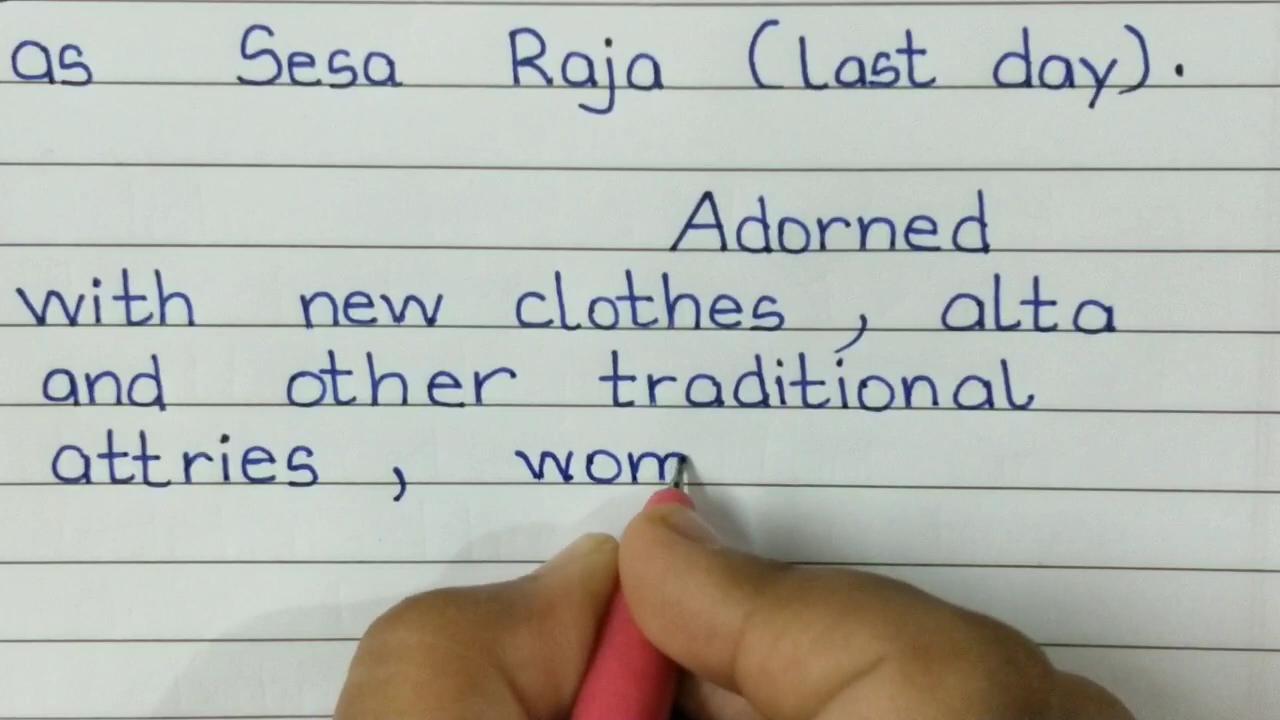 as Sesa Raja (last day).
Adorned
with new clothes, alta
and other traditional
attries, wom